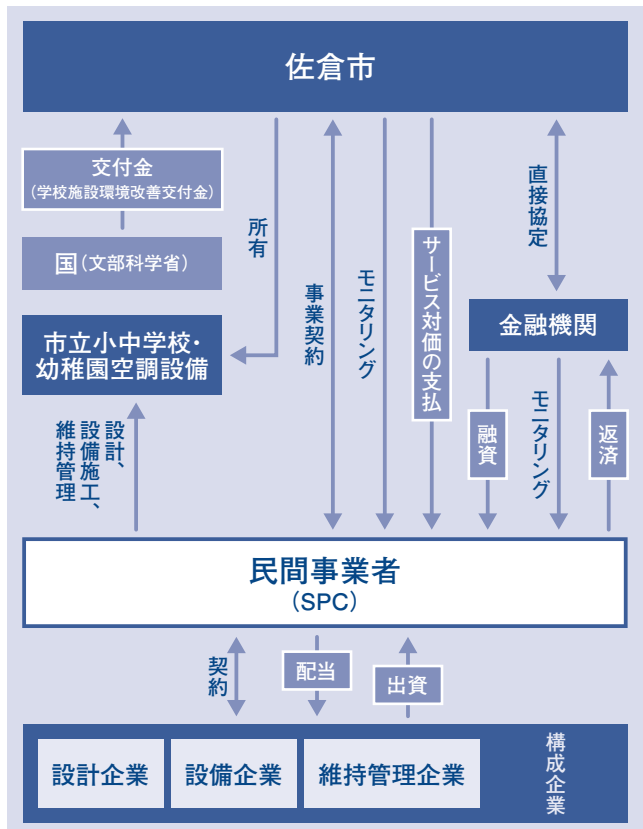 佐倉市
交付金
(学校施設環境改善交付金)
国(文部科学省)
所有
事業契約
モニタリング
サービス対価の支払
直接協定
金融機関
市立小中学校・
幼稚園空調設備
設計、
設備施工、
維持管理
融資
モニタリング
返済
民間事業者
(SPC)
契約
配当
出資
設計企業
設備企業
維持管理企業
構成企業